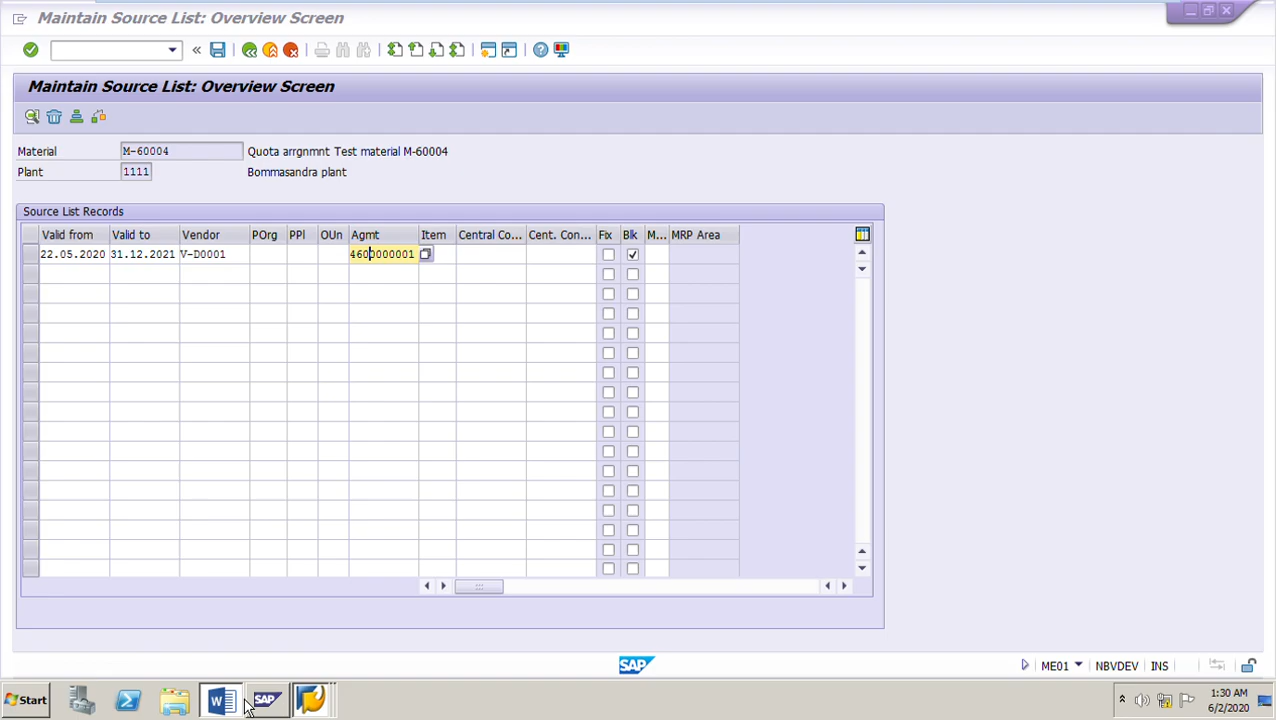 Maintain Source List: Overview Screen
Maintain Source List: Overview Screen
Material M-60004 Quota arrgnmnt Test material M-60004
Plant 1111 Bommasandra plant
Source List Records
Valid from Valid to Vendor POrg PPl OUn Agmt Item Central Co... Cent. Con... Fix Blk M... MRP Area
22.05.2020 31.12.2021 V-D0001 4600000001
SAP ME01 NBVDEV INS
Start W SAP 1:30 AM
6/2/2020